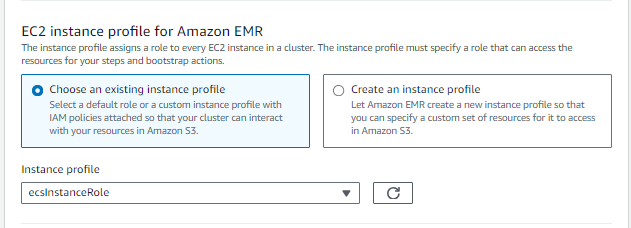 EC2 instance profile for Amazon EMR
The instance profile assigns a role to every EC2 instance in a cluster. The instance profile must specify a role that can access the
resources for your steps and bootstrap actions.
Choose an existing instance profile
Select a default role or a custom instance profile with
IAM policies attached so that your cluster can interact
with your resources in Amazon S3.
Create an instance profile
Let Amazon EMR create a new instance profile so that
you can specify a custom set of resources for it to access
in Amazon S3.
Instance profile
ecsInstanceRole